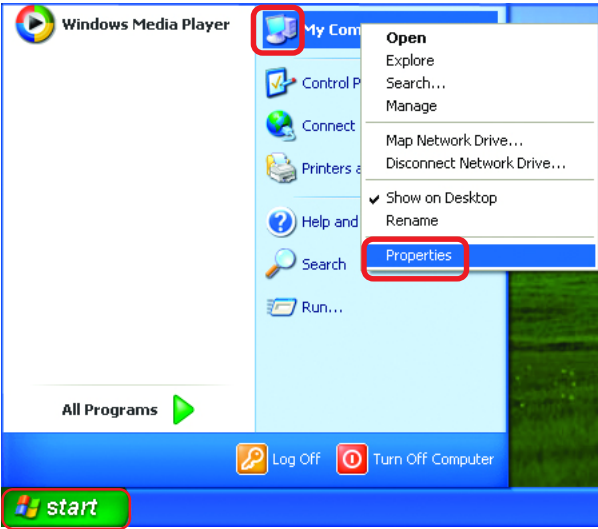 Windows Media Player
My Com
Open
Explore
Control P
Search...
Manage
Connect
Map Network Drive...
Printers a
Disconnect Network Drive...
Show on Desktop
Help and
Rename
Properties
Search
Run...
All Programs
Log Off
Turn Off Computer
start